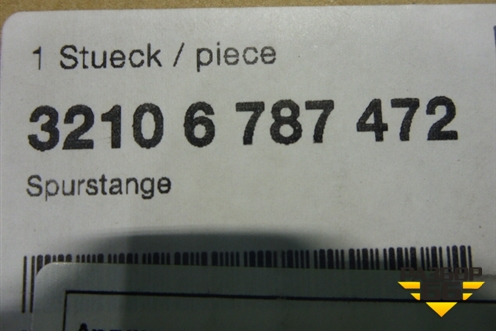 1 Stueck / piece
3210 6 787 472
Spurstange